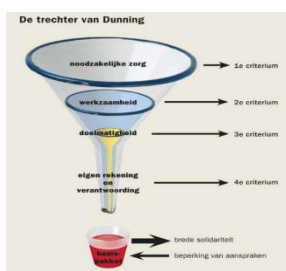 De trechter van Dunning
noodzakelijke zorg
1e criterium
werkzaamheid
2e criterium
doelmatigheid
3e criterium
eigen rekening
en
verantwoording
4e criterium
basis-
pakket
brede solidariteit
beperking van aanspraken